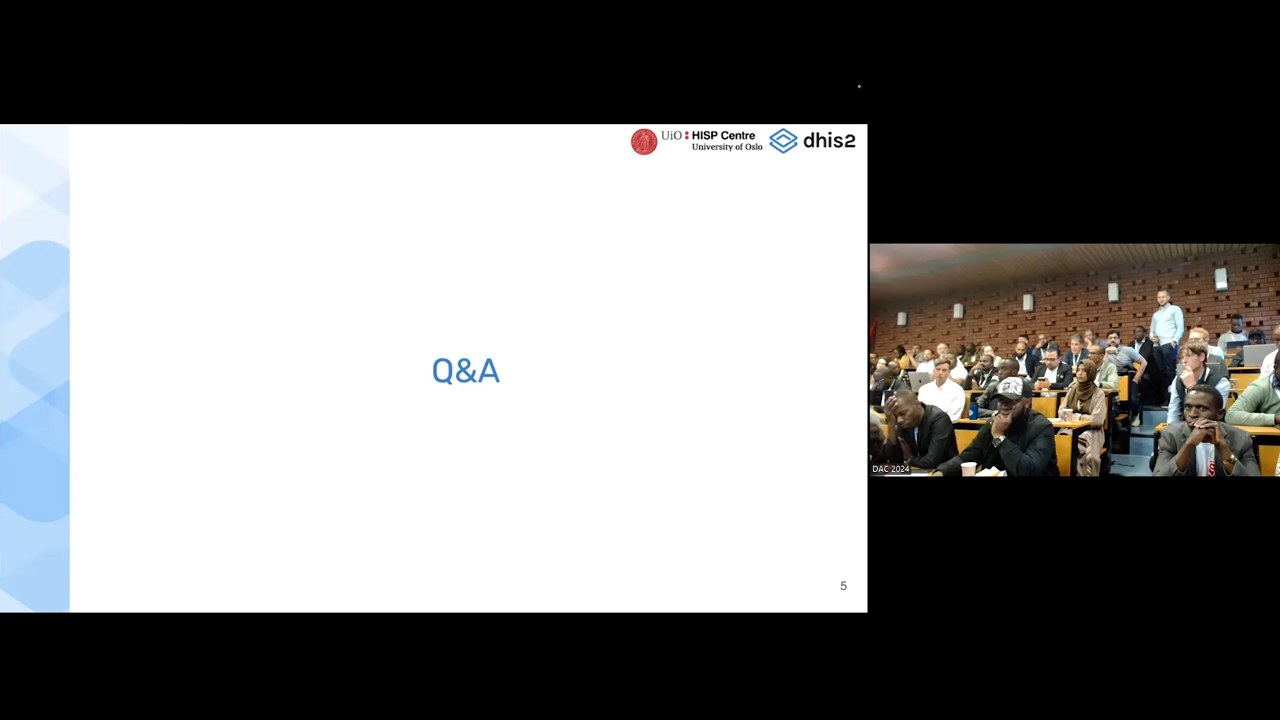 UiO HISP Centre
University of Oslo
dhis2
Q&A
5
DAC 2024